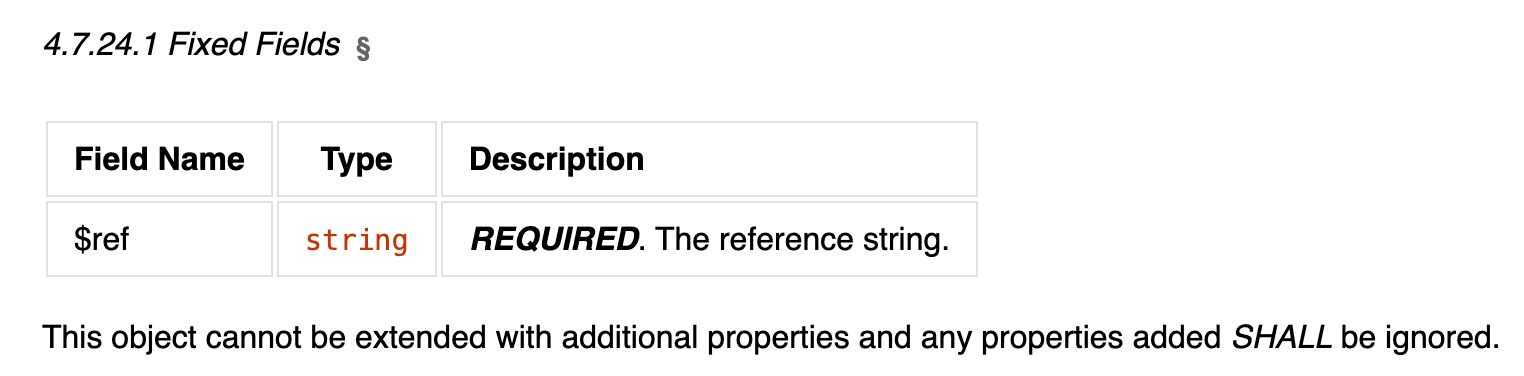 4.7.24.1 Fixed Fields §
Field Name Type Description
$ref string REQUIRED. The reference string.
This object cannot be extended with additional properties and any properties added SHALL be ignored.